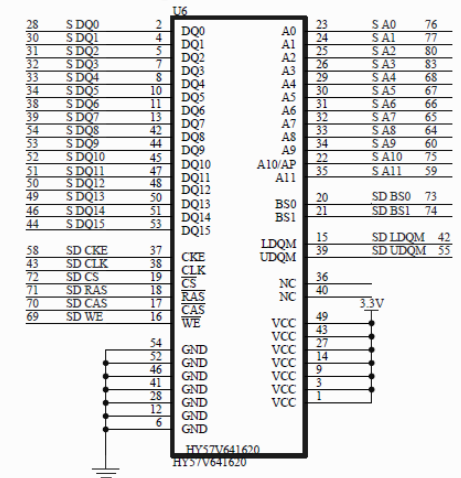 U6
28 S DQ0 2 DQ0 A0 23 S A0 76
30 S DQ1 4 DQ1 A1 24 S A1 77
31 S DQ2 5 DQ2 A2 25 S A2 80
32 S DQ3 7 DQ3 A3 26 S A3 83
33 S DQ4 8 DQ4 A4 29 S A4 68
34 S DQ5 10 DQ5 A5 30 S A5 67
38 S DQ6 11 DQ6 A6 31 S A6 66
39 S DQ7 13 DQ7 A7 32 S A7 65
54 S DQ8 42 DQ8 A8 33 S A8 64
53 S DQ9 44 DQ9 A9 34 S A9 60
52 S DQ10 45 DQ10 A10/AP 22 S A10 75
51 S DQ11 47 DQ11 A11 35 S A11 59
50 S DQ12 48 DQ12
49 S DQ13 50 DQ13 BS0 20 SD BS0 73
46 S DQ14 51 DQ14 BS1 21 SD BS1 74
44 S DQ15 53 DQ15
LDQM 15 SD LDQM 42
58 SD CKE 37 CKE UDQM 39 SD UDQM 55
43 SD CLK 38 CLK
72 SD CS 19 CS NC 36
71 SD RAS 18 RAS NC 40
70 SD CAS 17 CAS 3.3V
69 SD WE 16 WE VCC 49
VCC 43
54 GND VCC 27
52 GND VCC 14
46 GND VCC 9
41 GND VCC 3
28 GND VCC 1
12 GND
6 GND
HY57V641620
HY57V641620